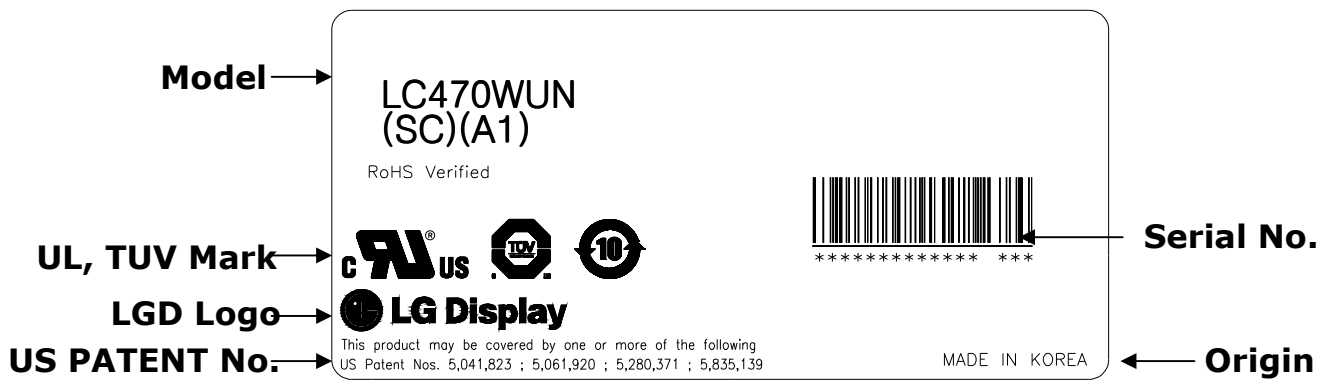 Model
LC470WUN
(SC)(A1)
RoHS Verified
UL, TUV Mark
c RU ® US
TÜV
10
Serial No.
************* ***
LGD Logo
LG Display
US PATENT No.
This product may be covered by one or more of the following
US Patent Nos. 5,041,823 ; 5,061,920 ; 5,280,371 ; 5,835,139
MADE IN KOREA
Origin